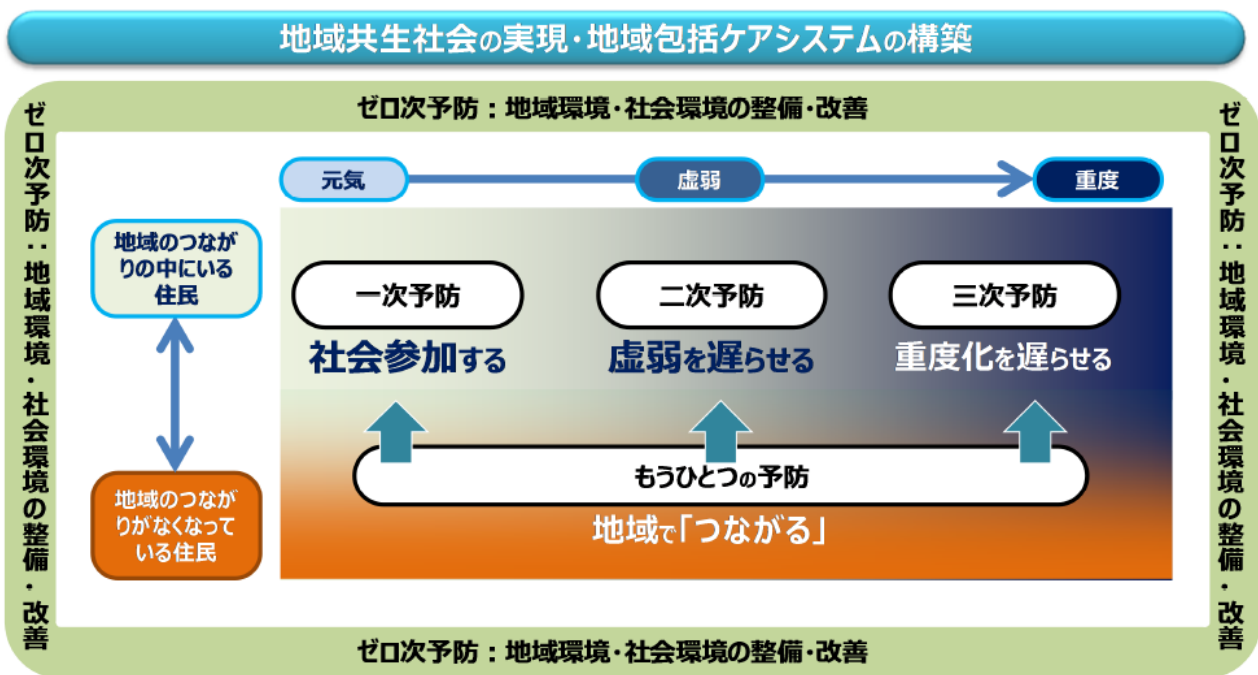 地域共生社会の実現・地域包括ケアシステムの構築
ゼロ次予防：地域環境・社会環境の整備・改善
ゼロ次予防：地域環境・社会環境の整備・改善
ゼロ次予防：地域環境・社会環境の整備・改善
元気
虚弱
重度
地域のつなが
りの中にいる
住民
一次予防
二次予防
三次予防
社会参加する
虚弱を遅らせる
重度化を遅らせる
もうひとつの予防
地域で「つながる」
地域のつなが
りがなくなって
いる住民
ゼロ次予防：地域環境・社会環境の整備・改善